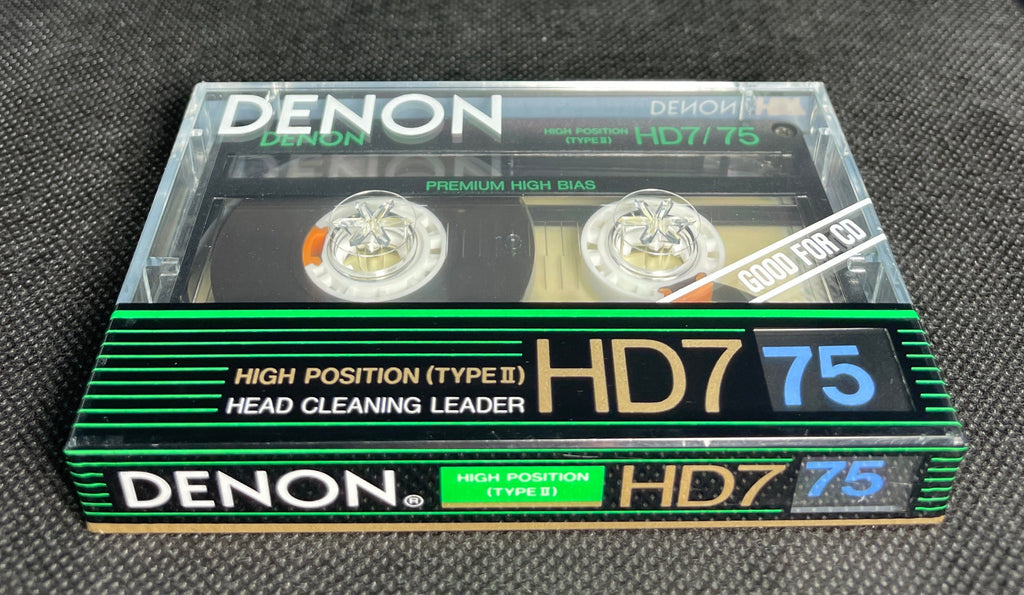 DENON
DENON
DENON
HIGH POSITION
(TYPE II)
HD7/75
PREMIUM HIGH BIAS
GOOD FOR CD
HIGH POSITION (TYPE II)
HEAD CLEANING LEADER
HD7
75
DENON®
HIGH POSITION
(TYPE II)
HD7
75